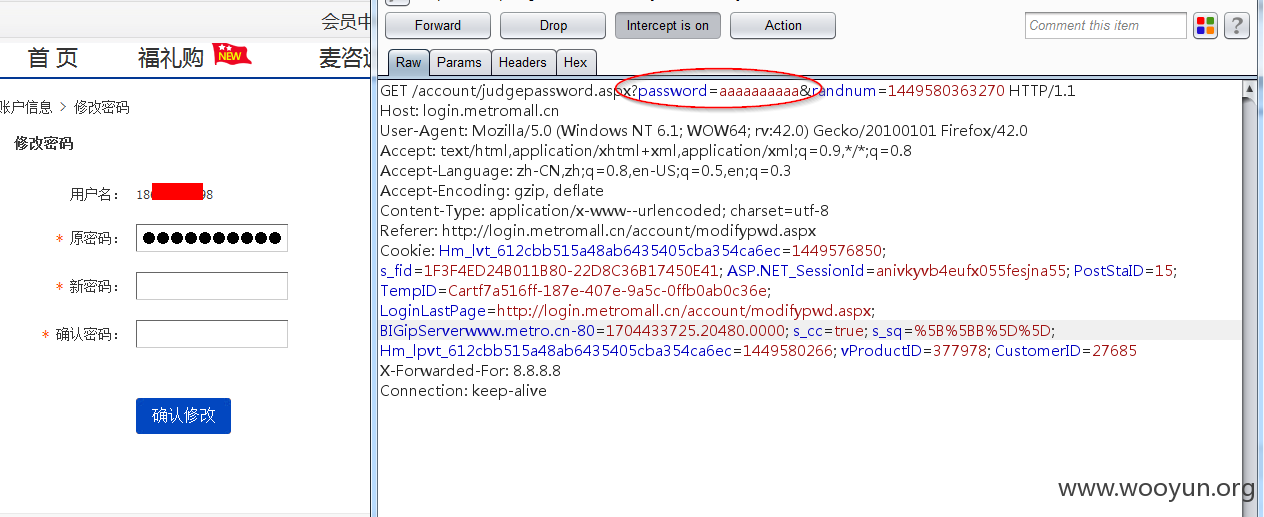 会员中
首 页 福礼购 NEW 麦咨
账户信息 > 修改密码
修改密码
用户名： 18 98
* 原密码： ●●●●●●●●●●
* 新密码：
* 确认密码：
确认修改
Forward Drop Intercept is on Action Comment this item ?
Raw Params Headers Hex
GET /account/judgepassword.aspx?password=aaaaaaaaaa&randnum=1449580363270 HTTP/1.1
Host: login.metromall.cn
User-Agent: Mozilla/5.0 (Windows NT 6.1; WOW64; rv:42.0) Gecko/20100101 Firefox/42.0
Accept: text/html,application/xhtml+xml,application/xml;q=0.9,*/*;q=0.8
Accept-Language: zh-CN,zh;q=0.8,en-US;q=0.5,en;q=0.3
Accept-Encoding: gzip, deflate
Content-Type: application/x-www--urlencoded; charset=utf-8
Referer: http://login.metromall.cn/account/modifypwd.aspx
Cookie: Hm_lvt_612cbb515a48ab6435405cba354ca6ec=1449576850;
s_fid=1F3F4ED24B011B80-22D8C36B17450E41; ASP.NET_SessionId=anivkyvb4eufx055fesjna55; PostStaID=15;
TempID=Cartf7a516ff-187e-407e-9a5c-0ffb0ab0c36e;
LoginLastPage=http://login.metromall.cn/account/modifypwd.aspx;
BIGipServerwww.metro.cn-80=1704433725.20480.0000; s_cc=true; s_sq=%5B%5BB%5D%5D;
Hm_lpvt_612cbb515a48ab6435405cba354ca6ec=1449580266; vProductID=377978; CustomerID=27685
X-Forwarded-For: 8.8.8.8
Connection: keep-alive
www.wooyun.org